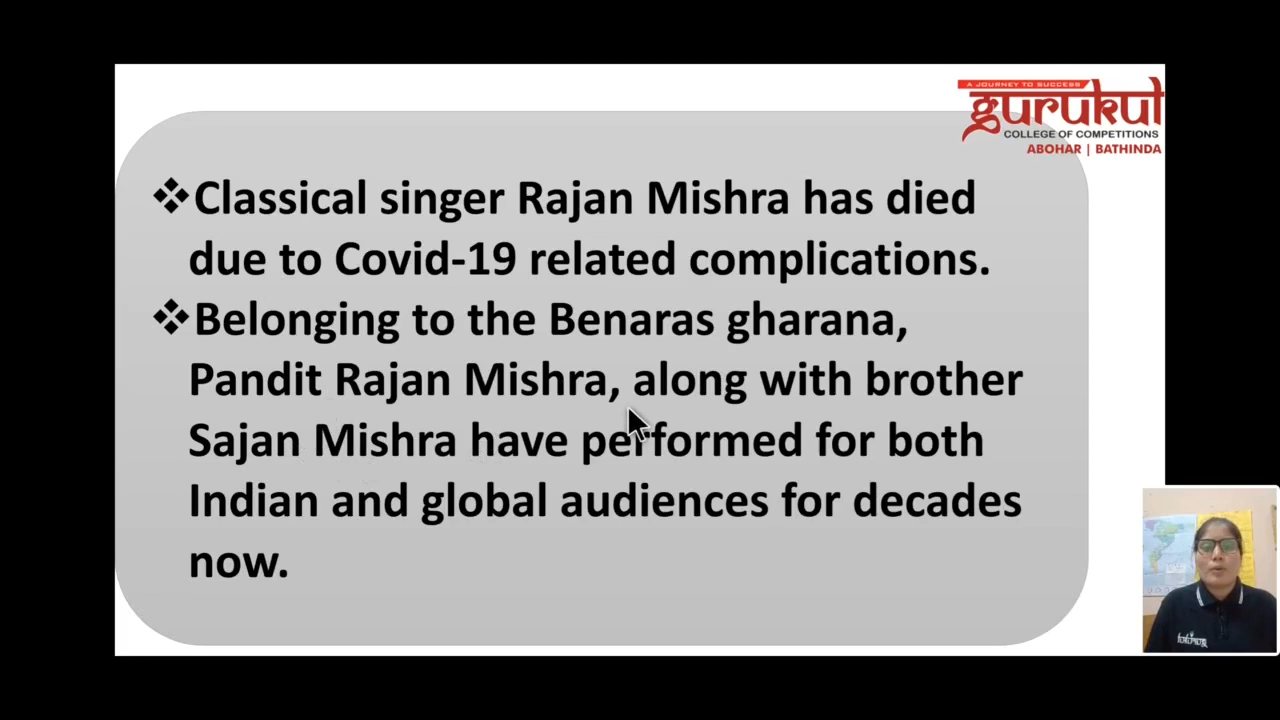 A JOURNEY TO SUCCESS
gurukul
COLLEGE OF COMPETITIONS
ABOHAR | BATHINDA
❖Classical singer Rajan Mishra has died
due to Covid-19 related complications.
❖Belonging to the Benaras gharana,
Pandit Rajan Mishra, along with brother
Sajan Mishra have performed for both
Indian and global audiences for decades
now.